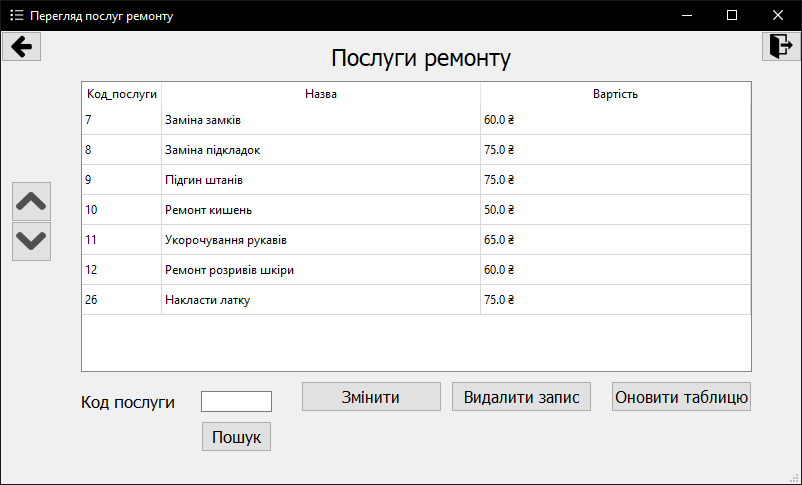 Перегляд послуг ремонту
Послуги ремонту
Код_послуги Назва Вартість
7 Заміна замків 60.0 ₴
8 Заміна підкладок 75.0 ₴
9 Підгин штанів 75.0 ₴
10 Ремонт кишень 50.0 ₴
11 Укорочування рукавів 65.0 ₴
12 Ремонт розривів шкіри 60.0 ₴
26 Накласти латку 75.0 ₴
Код послуги Змінити Видалити запис Оновити таблицю
Пошук